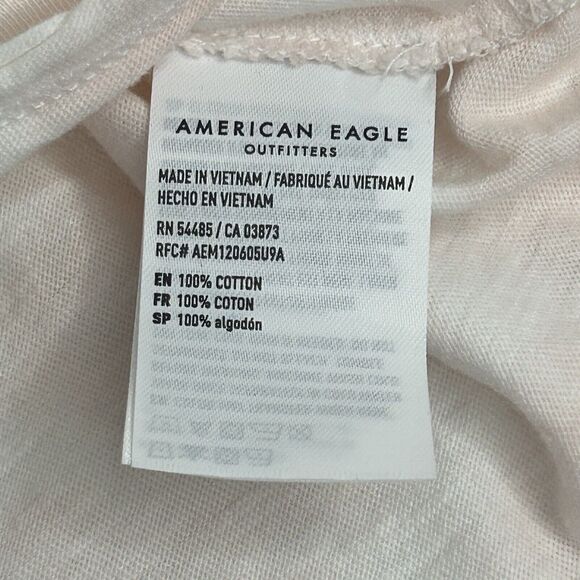 AMERICAN EAGLE
OUTFITTERS
MADE IN VIETNAM / FABRIQUÉ AU VIETNAM /
HECHO EN VIETNAM
RN 54485 / CA 03873
RFC# AEM120605U9A
EN 100% COTTON
FR 100% COTON
SP 100% algodón